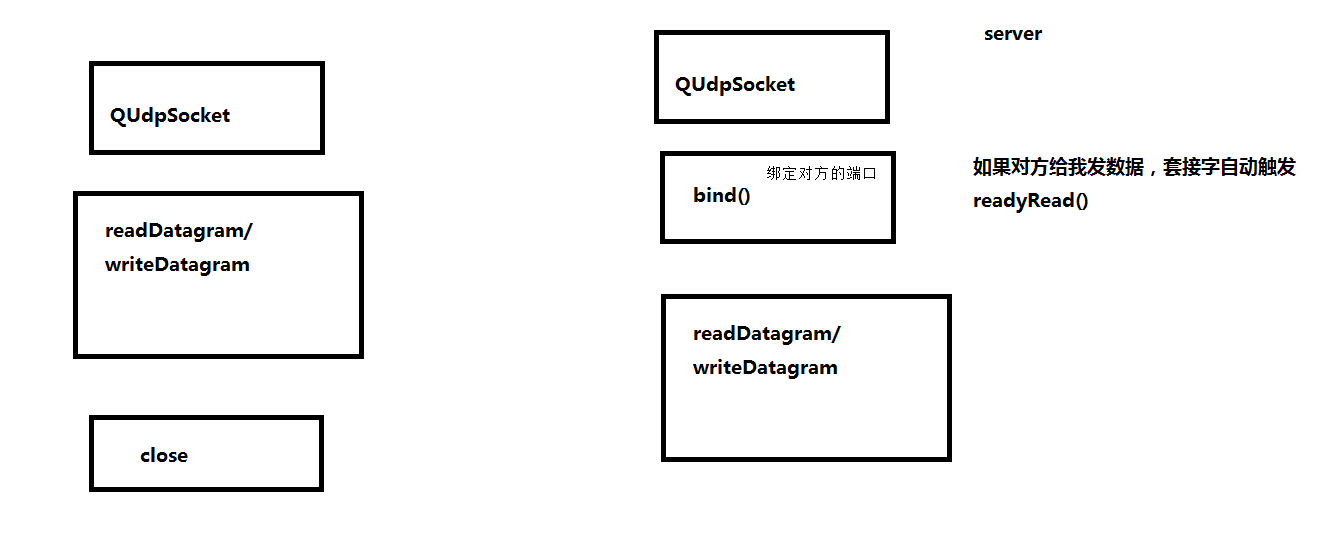 QUdpSocket
readDatagram/
writeDatagram
close
server
QUdpSocket
绑定对方的端口
bind()
如果对方给我发数据，套接字自动触发
readyRead()
readDatagram/
writeDatagram